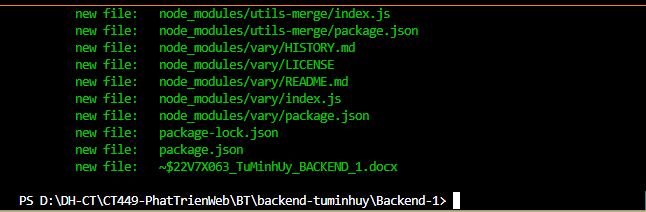 new file:   node_modules/utils-merge/index.js
new file:   node_modules/utils-merge/package.json
new file:   node_modules/vary/HISTORY.md
new file:   node_modules/vary/LICENSE
new file:   node_modules/vary/README.md
new file:   node_modules/vary/index.js
new file:   node_modules/vary/package.json
new file:   package-lock.json
new file:   package.json
new file:   ~$22V7X063_TuMinhUy_BACKEND_1.docx
PS D:\DH-CT\CT449-PhatTrienWeb\BT\backend-tuminhuy\Backend-1>